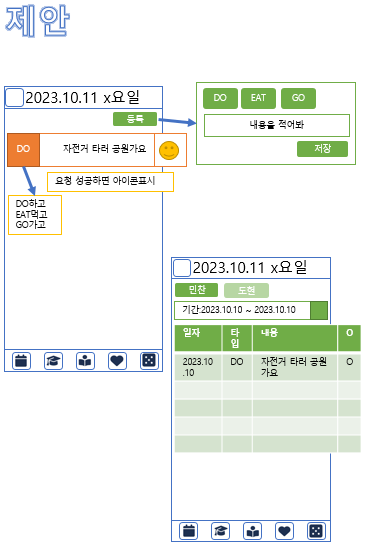 제안
2023.10.11 x요일
등록
DO
자전거 타러 공원가요
요청 성공하면 아이콘표시
DO하고
EAT먹고
GO가고
DO EAT GO
내용을 적어봐
저장
2023.10.11 x요일
민찬 도현
기간:2023.10.10 ~ 2023.10.10
일자 타입 내용 O
2023.10.10 DO 자전거 타러 공원가요 O